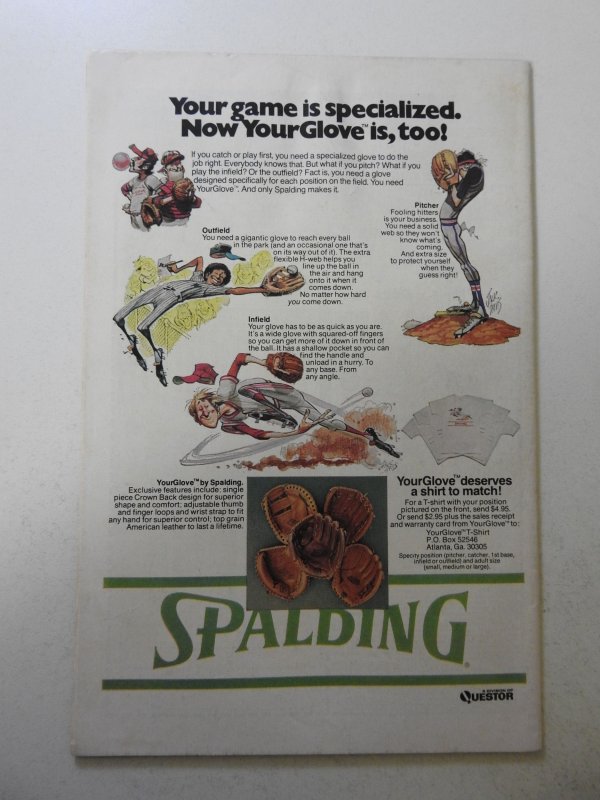 Your game is specialized.
Now YourGlove™ is, too!
If you catch or play first, you need a specialized glove to do the
job right. Everybody knows that. But what if you pitch? What if you
play the infield? Or the outfield? Fact is, you need a glove
designed specifically for each position on the field. You need
YourGlove™. And only Spalding makes it.
Pitcher
Fooling hitters
is your business.
You need a solid
web so they won't
know what's
coming.
And extra size
to protect yourself
when they
guess right!
Outfield
You need a gigantic glove to reach every ball
in the park (and an occasional one that's
on its way out of it). The extra
flexible H-web helps you
line up the ball in
the air and hang
onto it when it
comes down.
No matter how hard
you come down.
Infield
Your glove has to be as quick as you are.
It's a wide glove with squared-off fingers
so you can get more of it down in front of
the ball. It has a shallow pocket so you can
find the handle and
unload in a hurry. To
any base. From
any angle.
YourGlove™ by Spalding.
Exclusive features include: single
piece Crown Back design for superior
shape and comfort; adjustable thumb
and finger loops and wrist strap to fit
any hand for superior control; top grain
American leather to last a lifetime.
YourGlove™ deserves
a shirt to match!
For a T-shirt with your position
pictured on the front, send $4.95.
Or send $2.95 plus the sales receipt
and warranty card from YourGlove™ to:
YourGlove™ T-Shirt
P.O. Box 52546
Atlanta, Ga. 30305
Specify position (pitcher, catcher, 1st base,
infield or outfield) and adult size
(small, medium or large).
SPALDING®
A DIVISION OF
QUESTOR